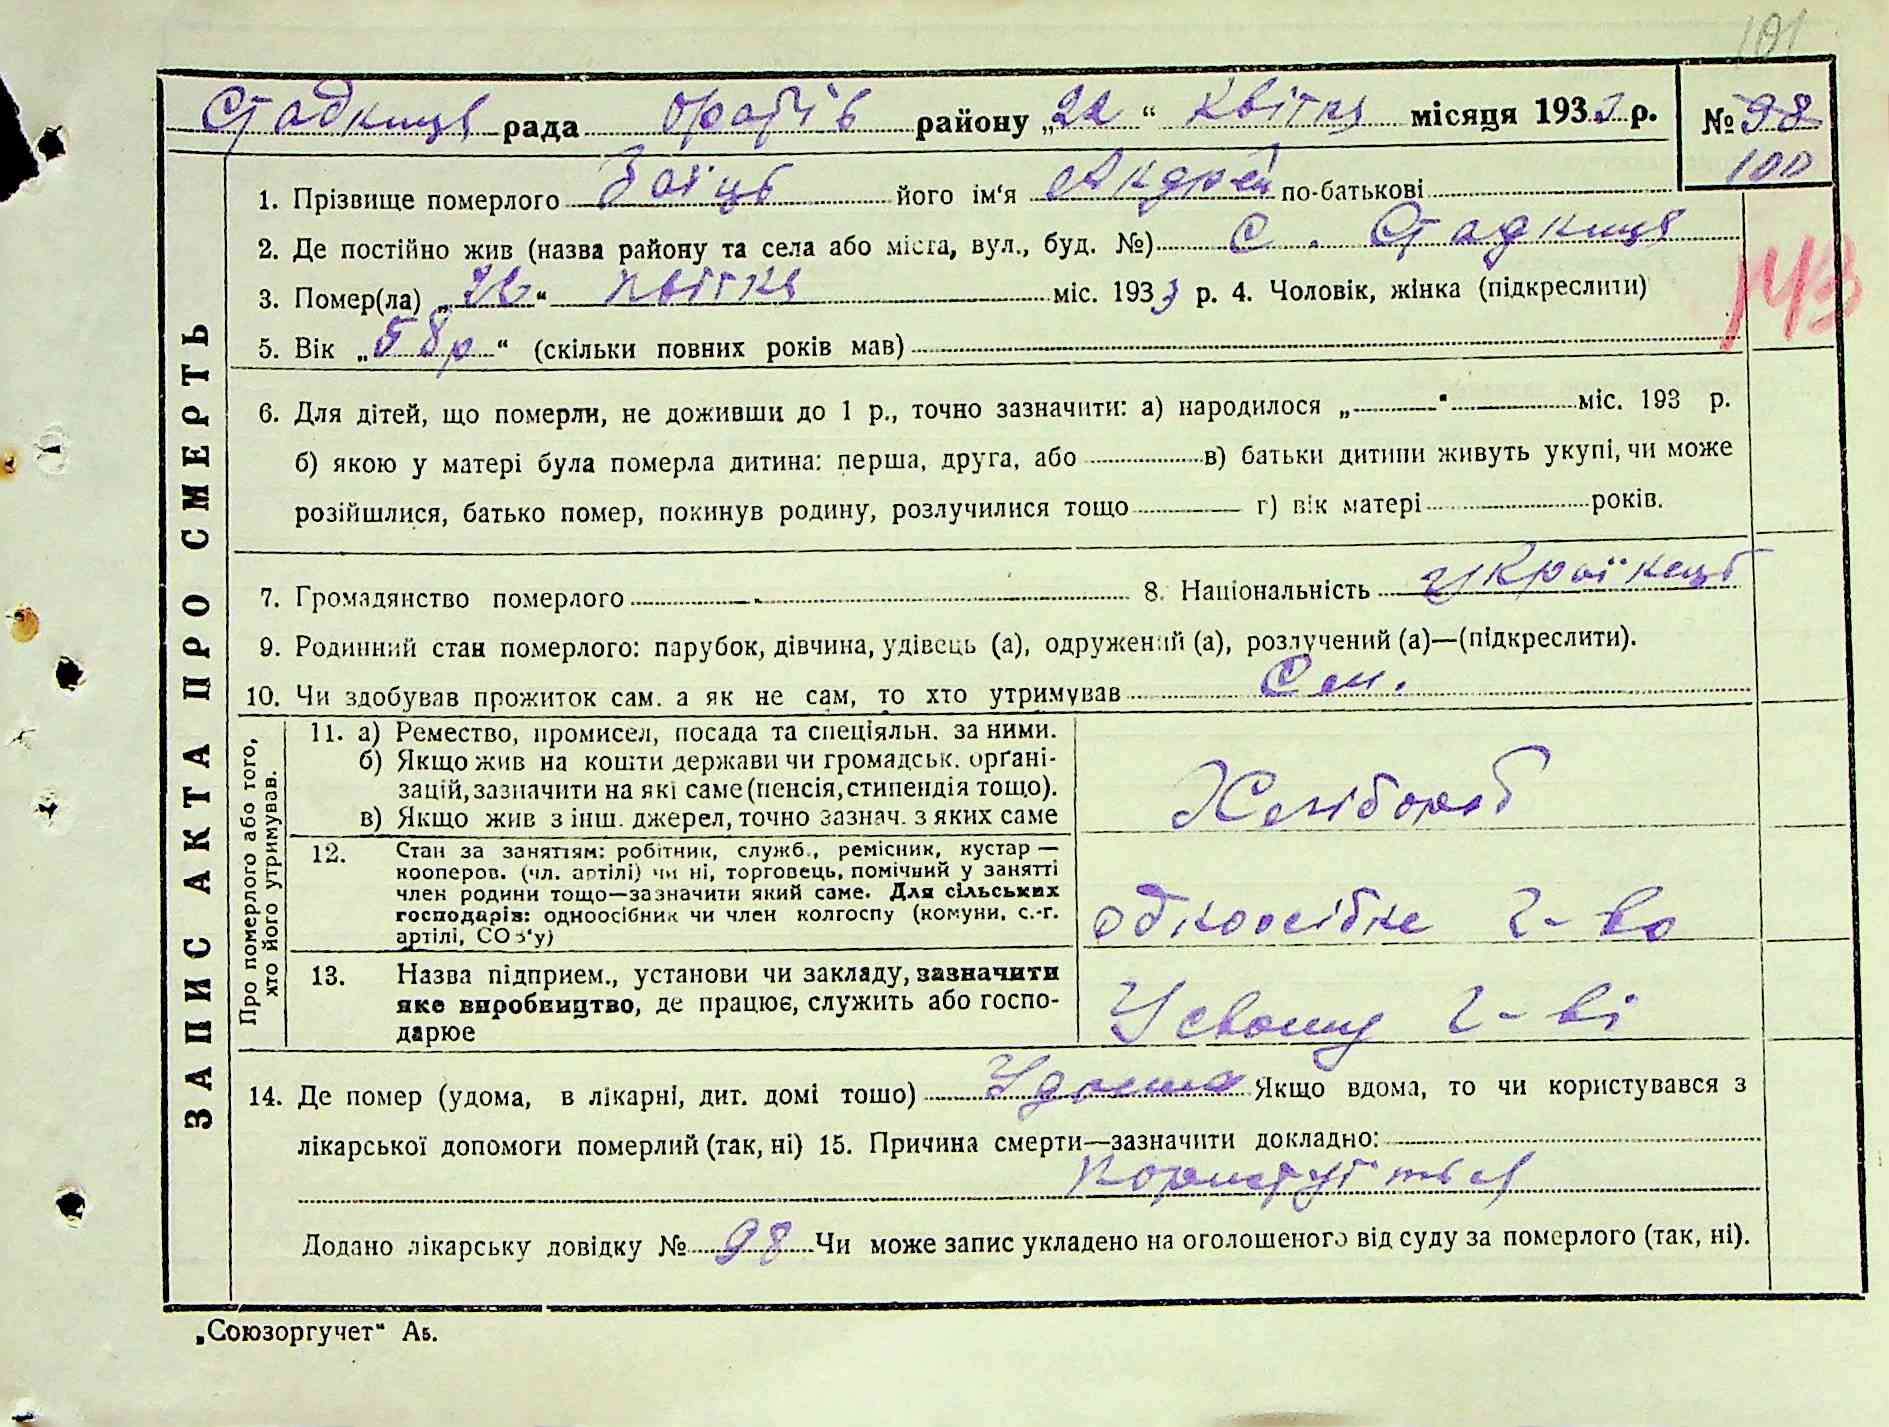 101
Стадниця рада оратів району „22“ квітня місяця 1933 р. № 98
100
1. Прізвище померлого Заїць його ім‘я Андрей по-батькові
2. Де постійно жив (назва району та села або міста, вул., буд. №) С. Стадниця
143
3. Помер(ла) „ “ квітня міс. 1933 р. 4. Чоловік, жінка (підкреслити)
5. Вік „58р“ (скільки повних років мав)
6. Для дітей, що померли, не доживши до 1 р., точно зазначити: а) народилося „ “ міс. 193 р.
б) якою у матері була померла дитина: перша, друга, або в) батьки дитини живуть укупі, чи може
розійшлися, батько помер, покинув родину, розлучилися тощо г) вік матері років.
7. Громадянство померлого 8. Національність українець
9. Родинний стан померлого: парубок, дівчина, удівець (а), одружений (а), розлучений (а)—(підкреслити).
10. Чи здобував прожиток сам, а як не сам, то хто утримував Сам.
ЗАПИС АКТА ПРО СМЕРТЬ
Про померлого або того,
хто його утримував.
11. а) Ремество, промисел, посада та спеціяльн. за ними.
б) Якщо жив на кошти держави чи громадськ. орґані-
зацій, зазначити на які саме (пенсія, стипендія тощо).
в) Якщо жив з інш. джерел, точно зазнач. з яких саме
Хлібороб
12. Стан за заняттям: робітник, служб., ремісник, кустар —
кооперов. (чл. артілі) чи ні, торговець, помічний у занятті
член родини тощо—зазначити який саме. Для сільських
господарів: одноосібник чи член колгоспу (комуни, с.-г.
артілі, СОЗ‘у)
одноосібне г-во
13. Назва підприєм., установи чи закладу, зазначити
яке виробництво, де працює, служить або госпо-
дарює
У свому г-ві
14. Де помер (удома, в лікарні, дит. домі тощо) Удома Якщо вдома, то чи користувався з
лікарської допомоги померлий (так, ні) 15. Причина смерти—зазначити докладно:
Додано лікарську довідку № 98 Чи може запис укладено на оголошеного від суду за померлого (так, ні).
„Союзоргучет“ А5.